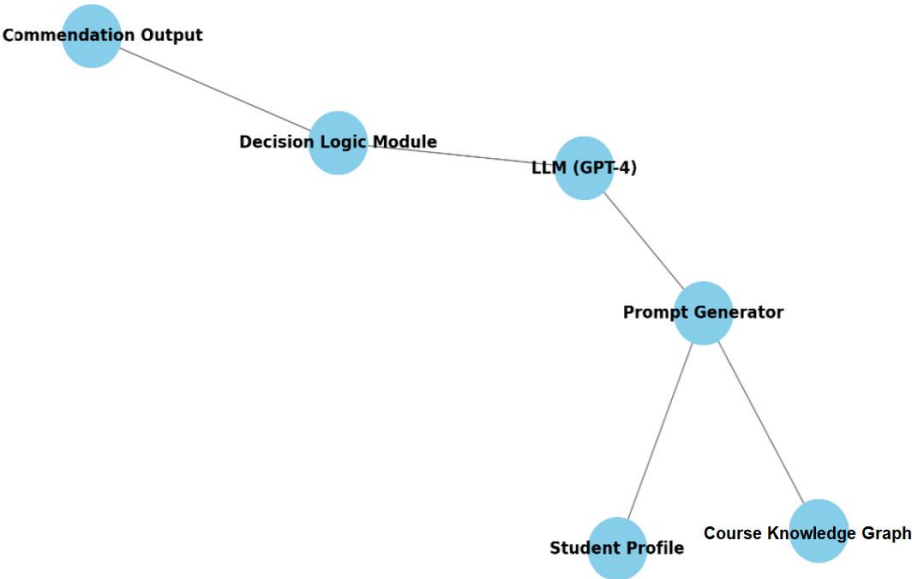 Commendation Output
Decision Logic Module
LLM (GPT-4)
Prompt Generator
Course Knowledge Graph
Student Profile